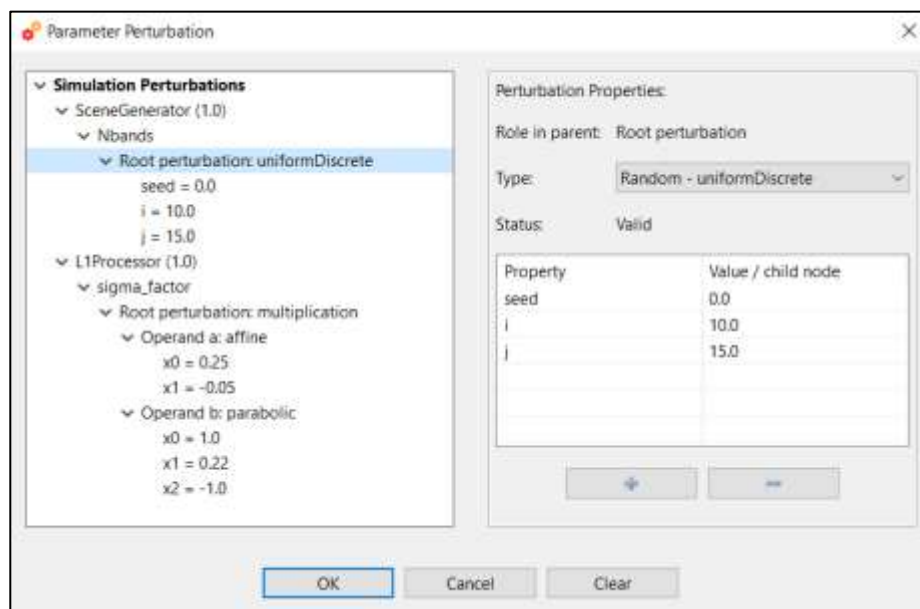 Parameter Perturbation
Simulation Perturbations
SceneGenerator (1.0)
Nbands
Root perturbation: uniformDiscrete
seed = 0.0
i = 10.0
j = 15.0
L1Processor (1.0)
sigma_factor
Root perturbation: multiplication
Operand a: affine
x0 = 0.25
x1 = -0.05
Operand b: parabolic
x0 = 1.0
x1 = 0.22
x2 = -1.0
Perturbation Properties:
Role in parent: Root perturbation
Type: Random - uniformDiscrete
Status: Valid
Property Value / child node
seed 0.0
i 10.0
j 15.0
OK Cancel Clear